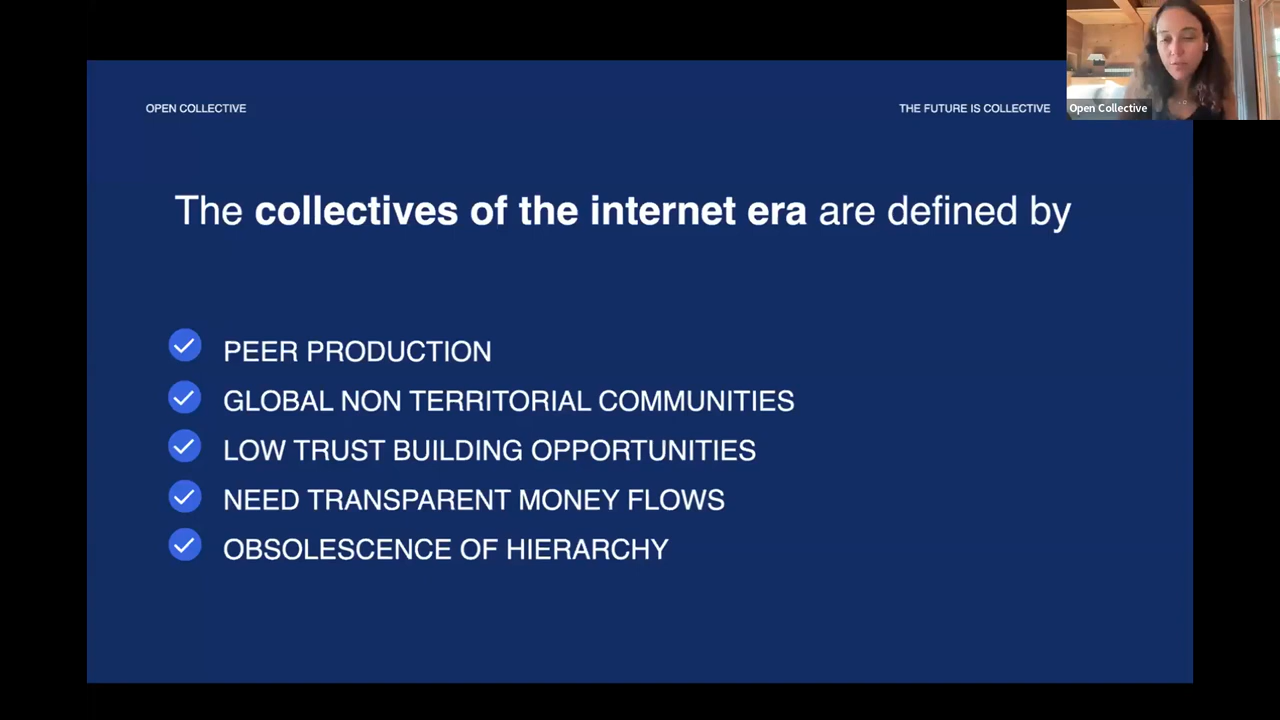 OPEN COLLECTIVE
THE FUTURE IS COLLECTIVE
Open Collective
The collectives of the internet era are defined by
PEER PRODUCTION
GLOBAL NON TERRITORIAL COMMUNITIES
LOW TRUST BUILDING OPPORTUNITIES
NEED TRANSPARENT MONEY FLOWS
OBSOLESCENCE OF HIERARCHY